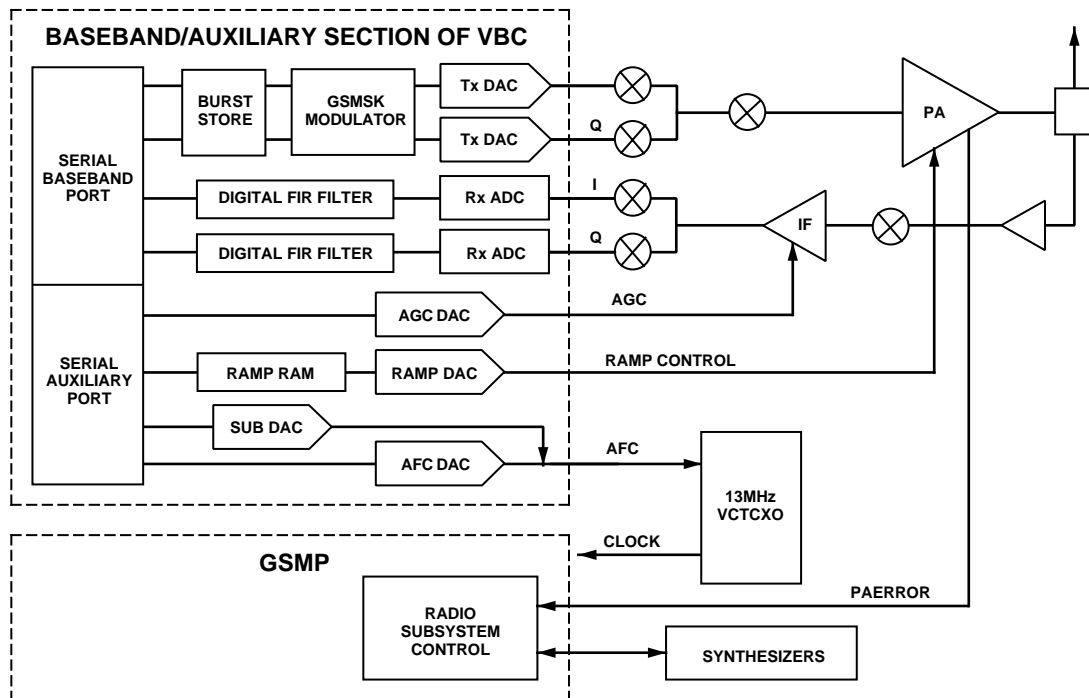 BASEBAND/AUXILIARY SECTION OF VBC
SERIAL
BASEBAND
PORT
BURST
STORE
GSMSK
MODULATOR
Tx DAC
Tx DAC
Q
PA
DIGITAL FIR FILTER
Rx ADC
I
DIGITAL FIR FILTER
Rx ADC
Q
IF
SERIAL
AUXILIARY
PORT
AGC DAC
AGC
RAMP RAM
RAMP DAC
RAMP CONTROL
SUB DAC
AFC DAC
AFC
13MHz
VCTCXO
CLOCK
GSMP
RADIO
SUBSYSTEM
CONTROL
PAERROR
SYNTHESIZERS